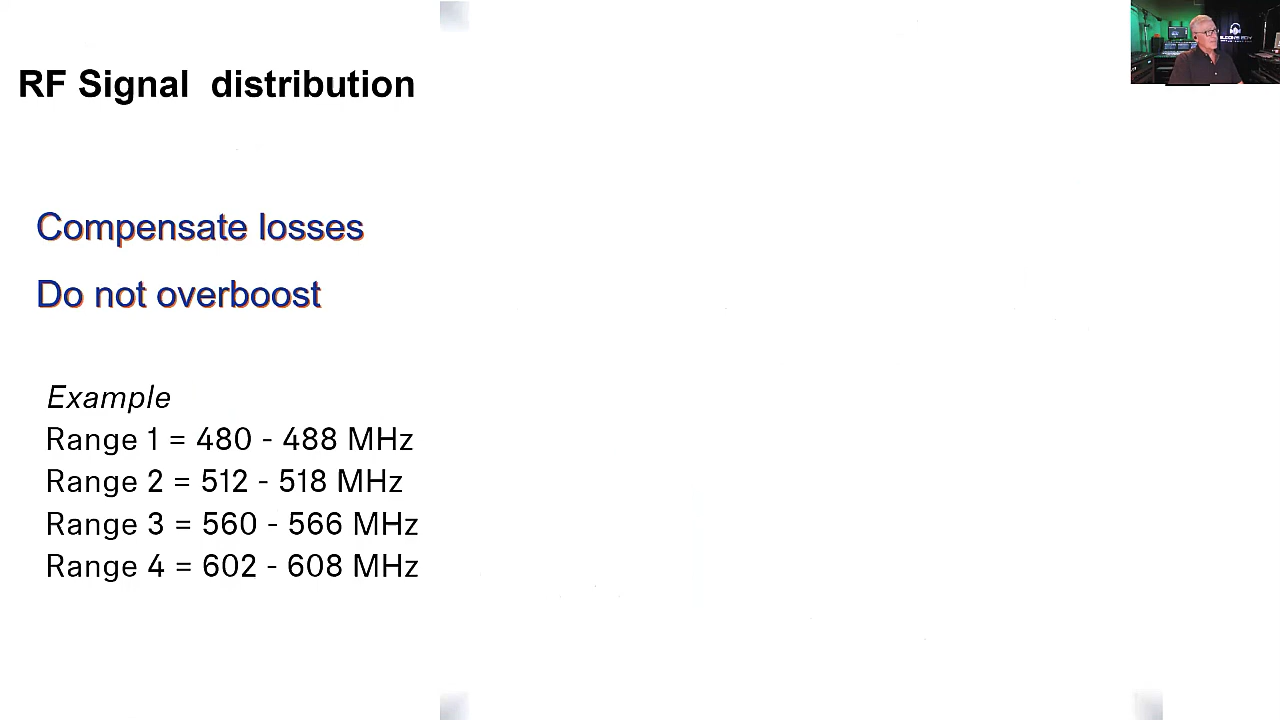 RF Signal distribution
Compensate losses
Do not overboost
Example
Range 1 = 480 - 488 MHz
Range 2 = 512 - 518 MHz
Range 3 = 560 - 566 MHz
Range 4 = 602 - 608 MHz